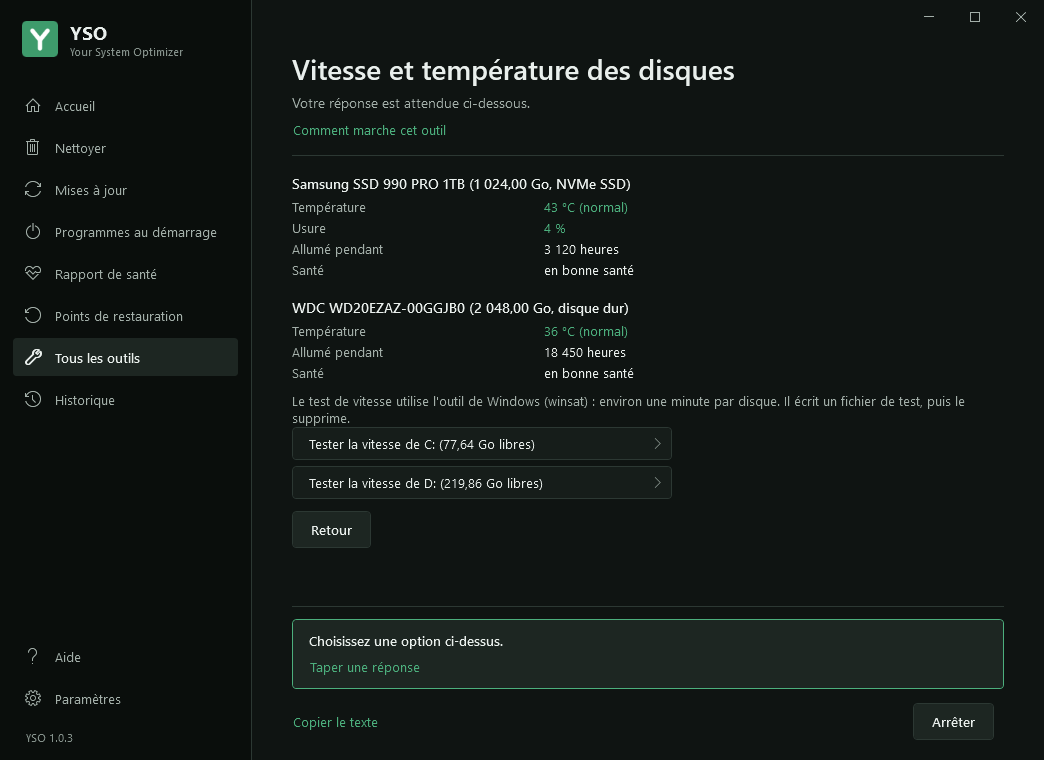 Y
YSO
Your System Optimizer
Accueil
Nettoyer
Mises à jour
Programmes au démarrage
Rapport de santé
Points de restauration
Tous les outils
Historique
Aide
Paramètres
YSO 1.0.3
Vitesse et température des disques
Votre réponse est attendue ci-dessous.
Comment marche cet outil
Samsung SSD 990 PRO 1TB (1 024,00 Go, NVMe SSD)
Température 43 °C (normal)
Usure 4 %
Allumé pendant 3 120 heures
Santé en bonne santé
WDC WD20EZAZ-00GGJB0 (2 048,00 Go, disque dur)
Température 36 °C (normal)
Allumé pendant 18 450 heures
Santé en bonne santé
Le test de vitesse utilise l'outil de Windows (winsat) : environ une minute par disque. Il écrit un fichier de test, puis le
supprime.
Tester la vitesse de C: (77,64 Go libres)
Tester la vitesse de D: (219,86 Go libres)
Retour
Choisissez une option ci-dessus.
Taper une réponse
Copier le texte
Arrêter